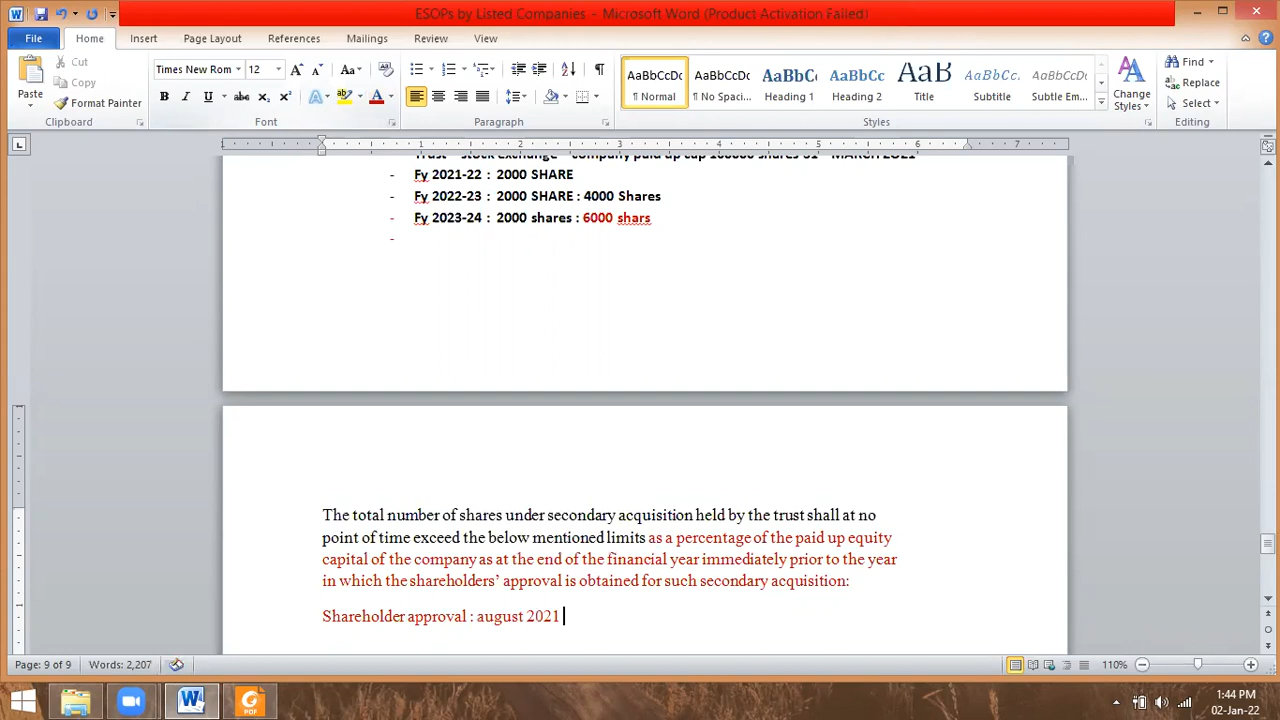 ESOPs by Listed Companies - Microsoft Word (Product Activation Failed)
File Home Insert Page Layout References Mailings Review View
Paste Cut Copy Format Painter Clipboard
Times New Rom 12 Font
Paragraph
AaBbCcDc ¶ Normal
AaBbCcDc ¶ No Spaci...
AaBbC Heading 1
AaBbCc Heading 2
AaB Title
AaBbCc. Subtitle
AaBbCcDc Subtle Em...
Change Styles Styles
Find Replace Select Editing
Trust – stock exchange – company paid up cap 100000 shares 31 MARCH 2021
- Fy 2021-22 : 2000 SHARE
- Fy 2022-23 : 2000 SHARE : 4000 Shares
- Fy 2023-24 : 2000 shares : 6000 shars
-
The total number of shares under secondary acquisition held by the trust shall at no
point of time exceed the below mentioned limits as a percentage of the paid up equity
capital of the company as at the end of the financial year immediately prior to the year
in which the shareholders’ approval is obtained for such secondary acquisition:
Shareholder approval : august 2021
Page: 9 of 9 Words: 2,207 110%
1:44 PM
02-Jan-22